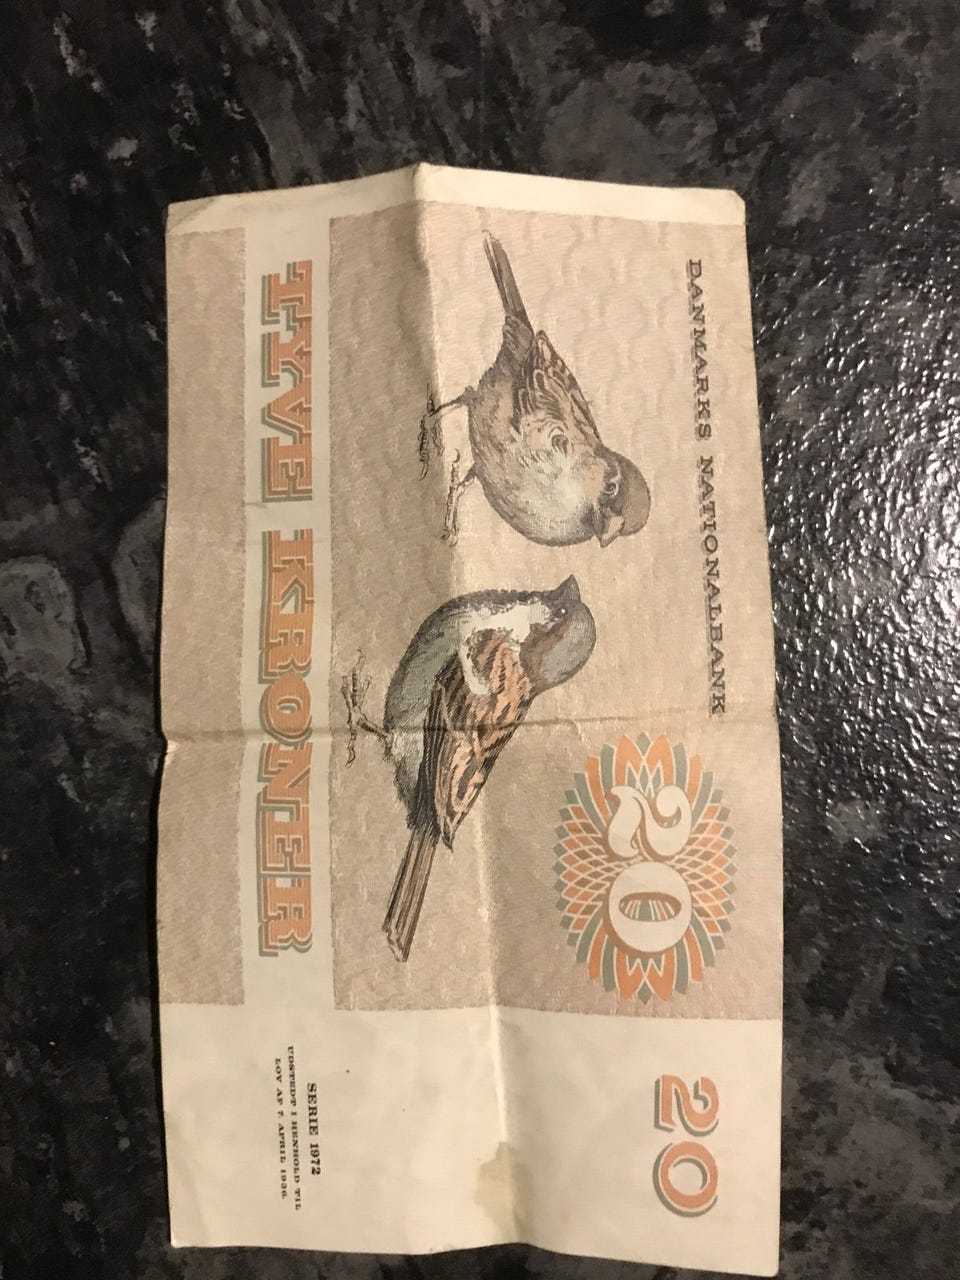 DANMARKS NATIONALBANK
20
20
TYVE KRONER
SERIE 1972
UDSTEDT I HENHOLD TIL
LOV AF 7. APRIL 1936.